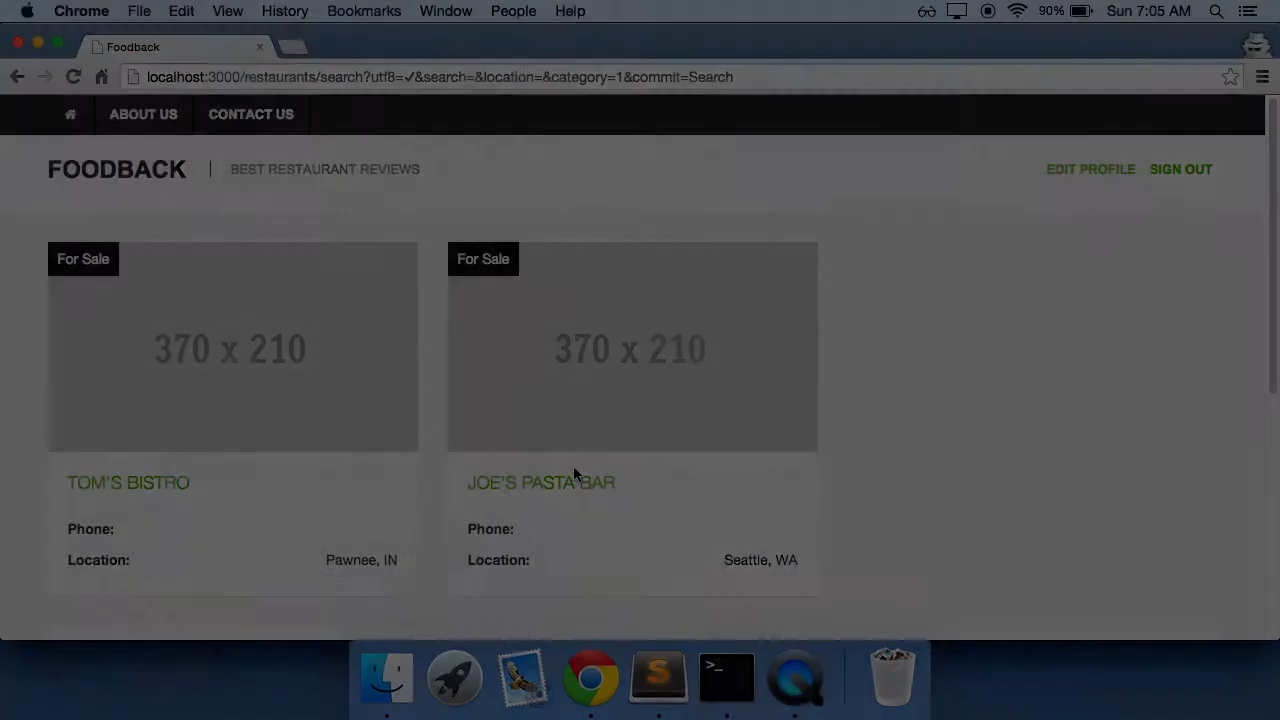 Chrome File Edit View History Bookmarks Window People Help 90% Sun 7:05 AM
Foodback
localhost:3000/restaurants/search?utf8=✓&search=&location=&category=1&commit=Search
ABOUT US CONTACT US
FOODBACK | BEST RESTAURANT REVIEWS EDIT PROFILE SIGN OUT
For Sale For Sale
370 x 210 370 x 210
TOM'S BISTRO JOE'S PASTA BAR
Phone: Phone:
Location: Pawnee, IN Location: Seattle, WA